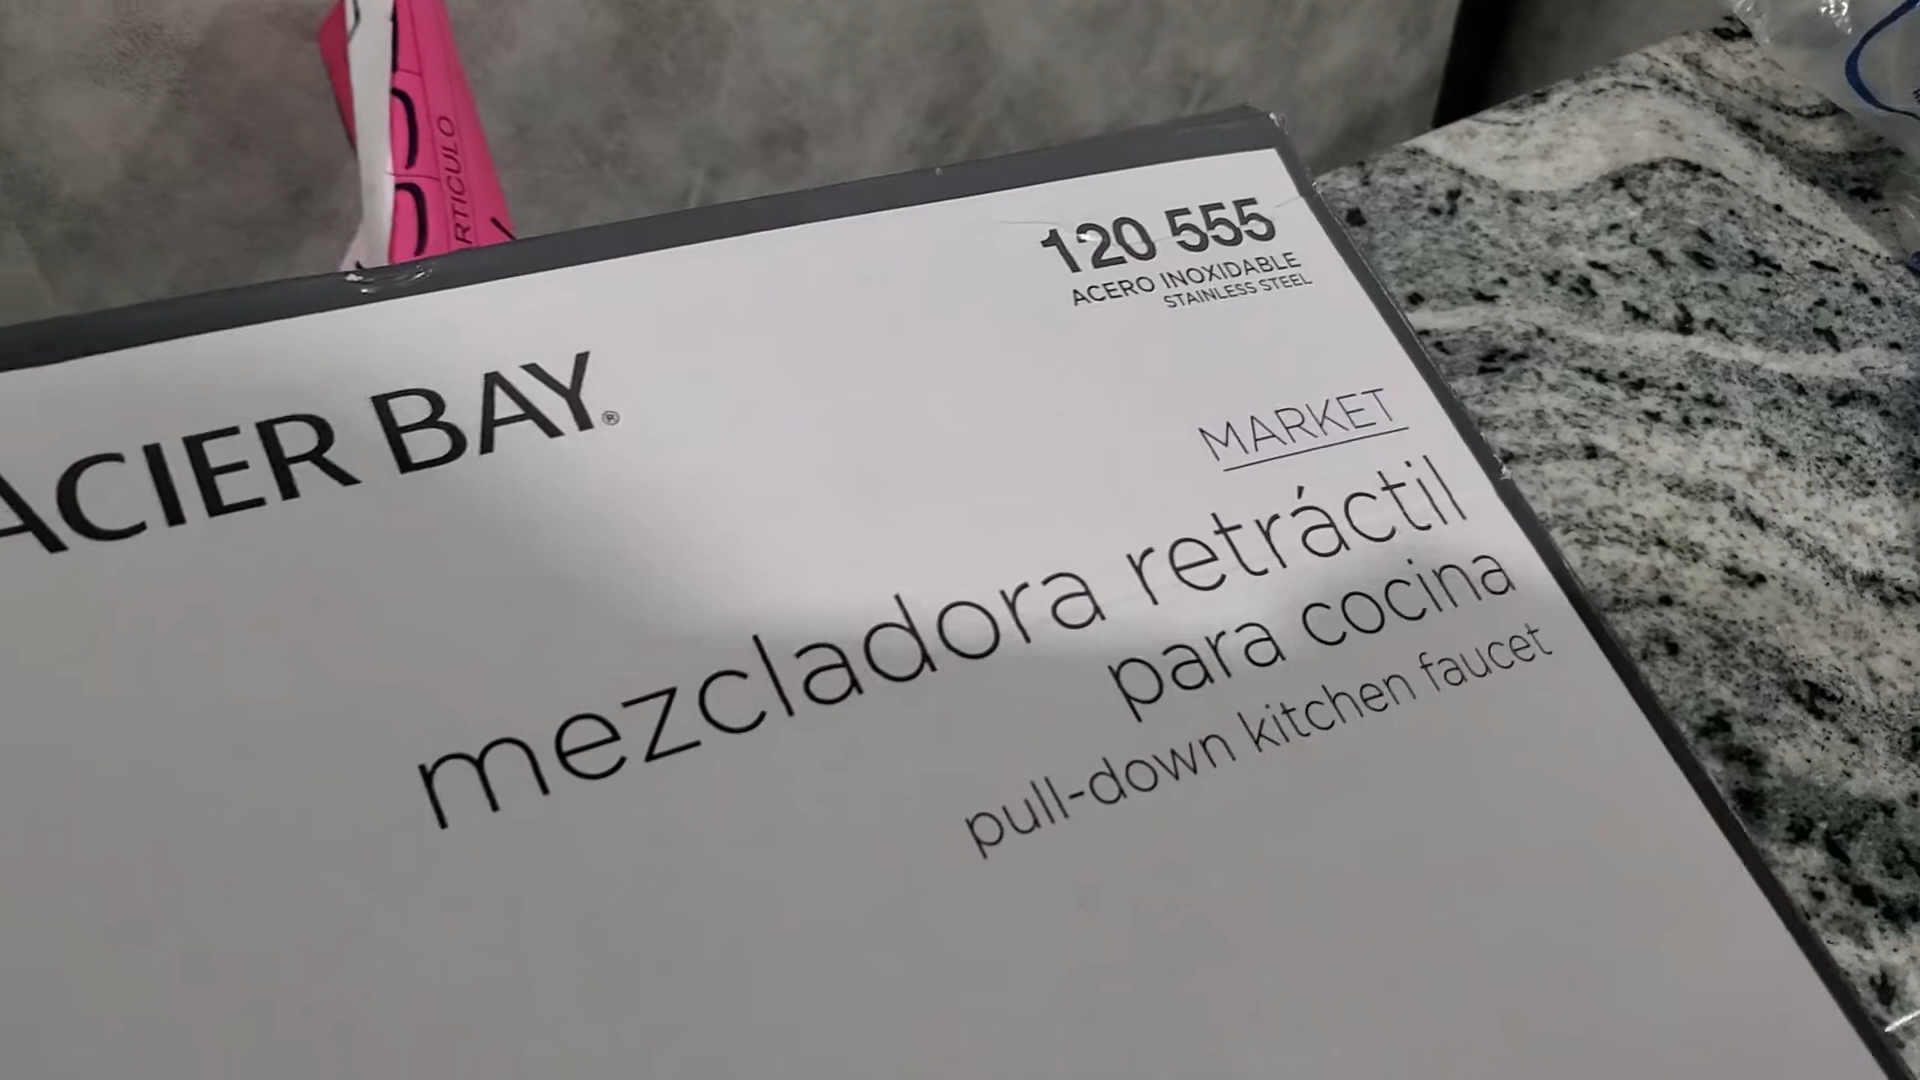 RTICULO
120 555
ACERO INOXIDABLE
STAINLESS STEEL
ACIER BAY®
MARKET
mezcladora retráctil
para cocina
pull-down kitchen faucet